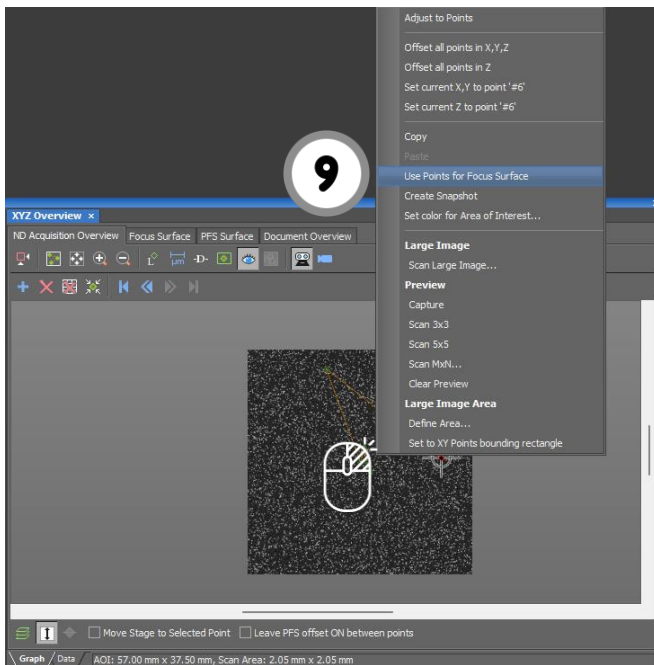 Adjust to Points
Offset all points in X,Y,Z
Offset all points in Z
Set current X,Y to point '#6'
Set current Z to point '#6'
Copy
Paste
Use Points for Focus Surface
Create Snapshot
Set color for Area of Interest...
Large Image
Scan Large Image...
Preview
Capture
Scan 3x3
Scan 5x5
Scan MxN...
Clear Preview
Large Image Area
Define Area...
Set to XY Points bounding rectangle
9
XYZ Overview ×
ND Acquisition Overview Focus Surface PFS Surface Document Overview
µm -D-
Move Stage to Selected Point Leave PFS offset ON between points
Graph / Data AOI: 57.00 mm x 37.50 mm, Scan Area: 2.05 mm x 2.05 mm